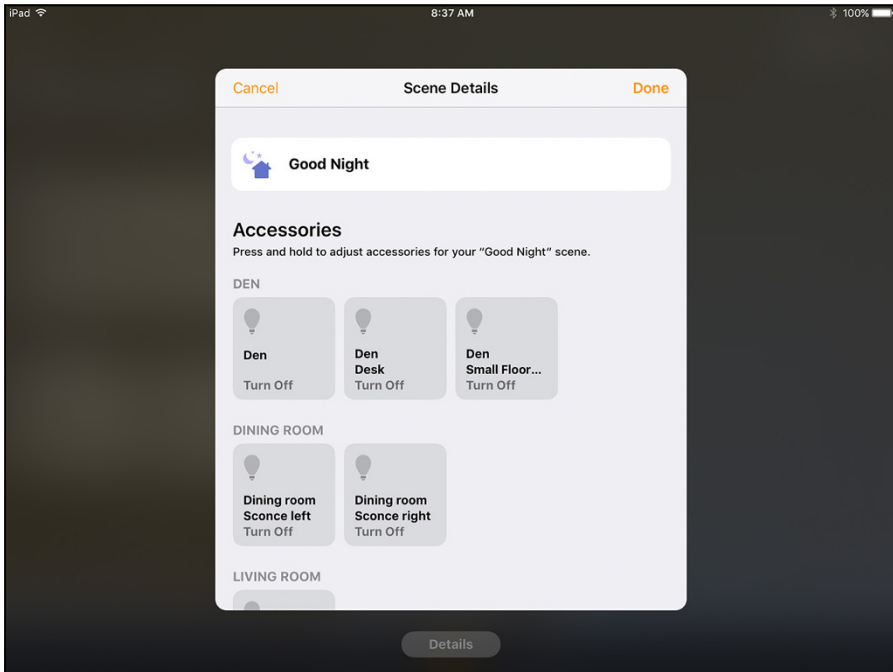 iPad 8:37 AM 100%
Cancel Scene Details Done
Good Night
Accessories
Press and hold to adjust accessories for your “Good Night” scene.
DEN
Den
Turn Off
Den
Desk
Turn Off
Den
Small Floor...
Turn Off
DINING ROOM
Dining room
Sconce left
Turn Off
Dining room
Sconce right
Turn Off
LIVING ROOM
Details